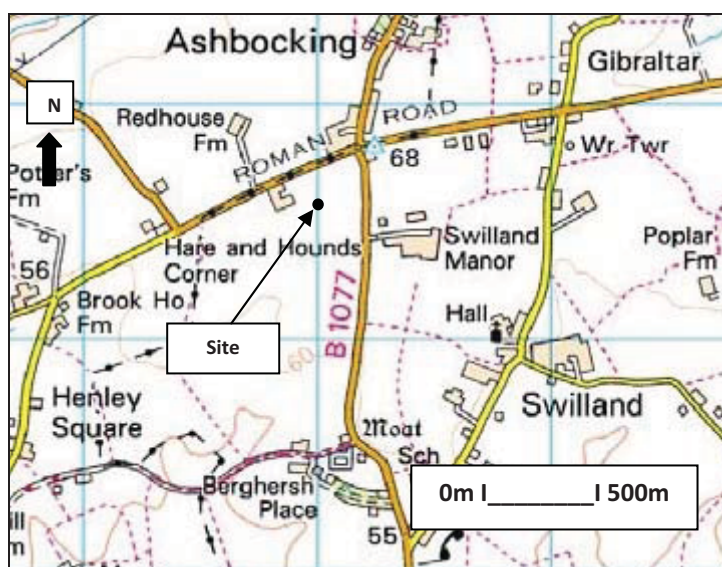 Ashbocking
Gibraltar
N
Redhouse
Fm
ROMAN ROAD
68
Wr Twr
Potter's
Fm
Hare and Hounds
Corner
Swilland
Manor
Poplar
Fm
56
Brook Ho
Fm
Site
B 1077
60
Hall
Henley
Square
Swilland
Moat
Sch
Berghersh
Place
0m I________I 500m
55
ill
m